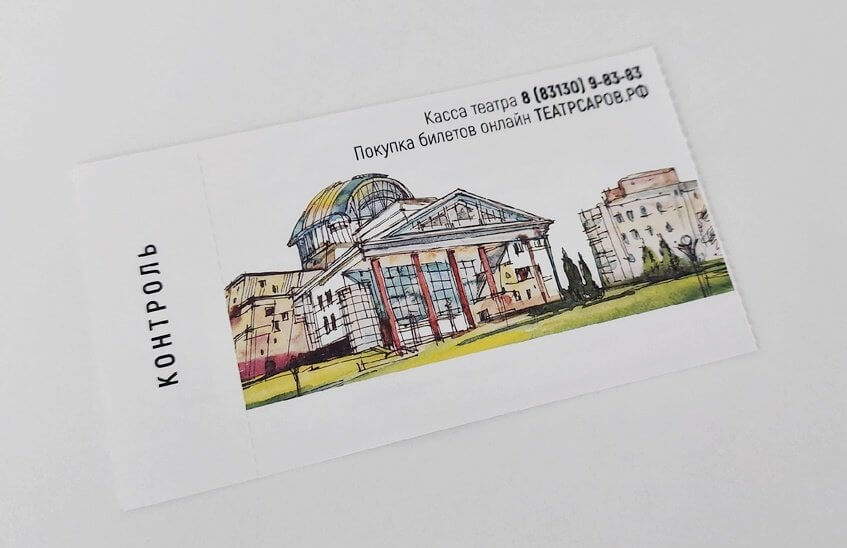 Касса театра 8 (83130) 9-83-83
Покупка билетов онлайн ТЕАТРСАРОВ.РФ
КОНТРОЛЬ